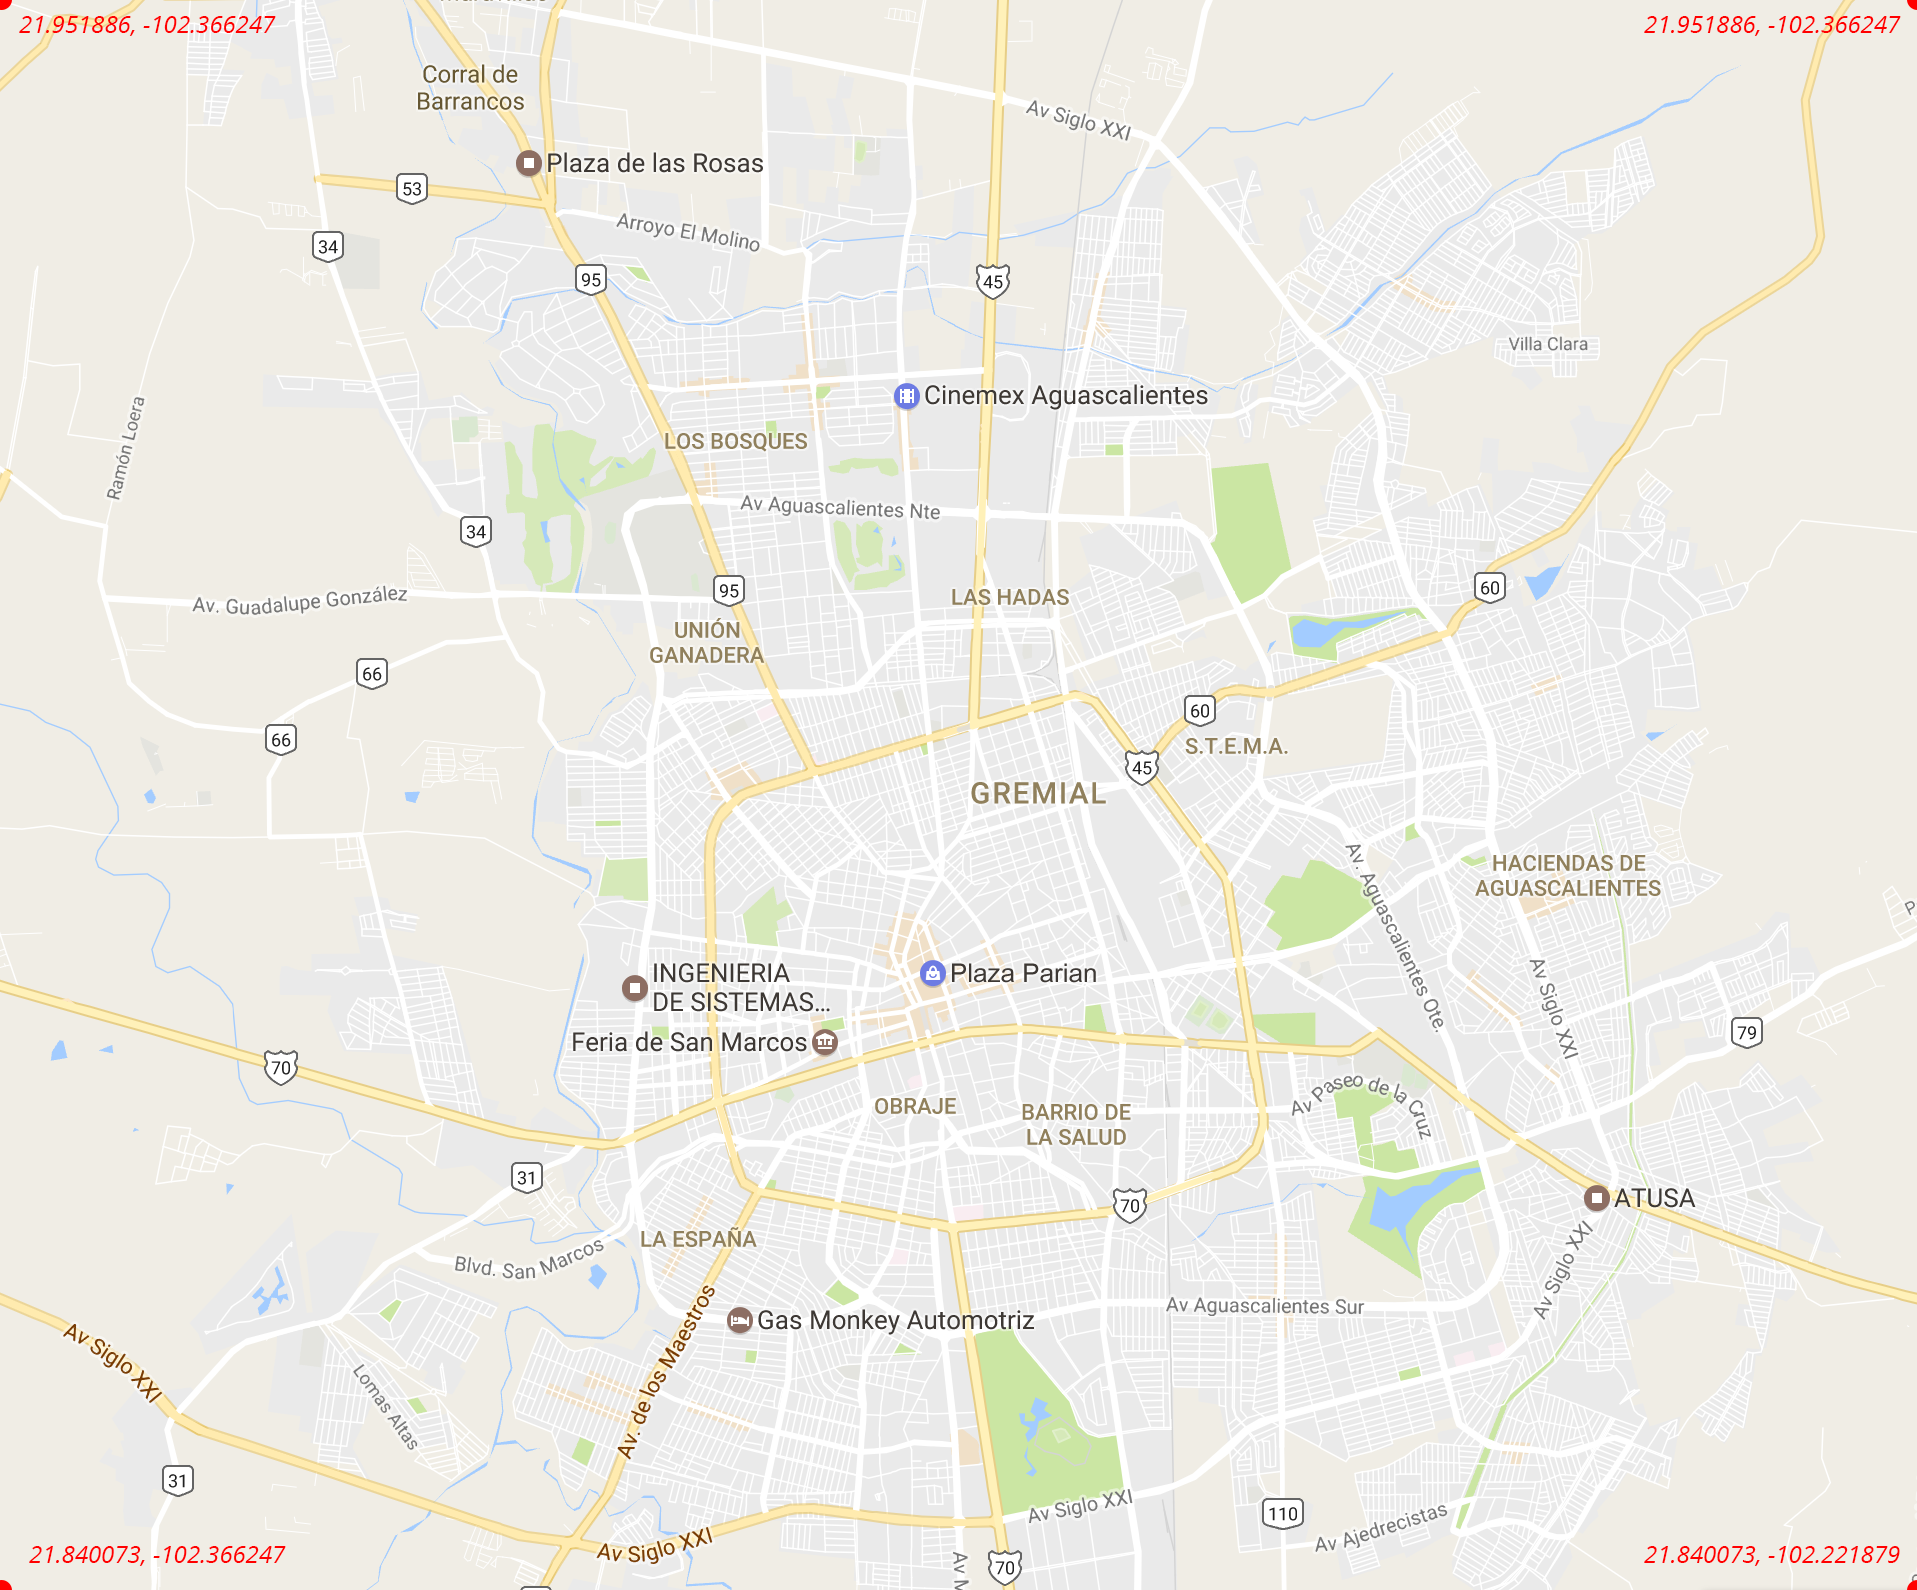 21.951886, -102.366247
21.951886, -102.366247
Corral de
Barrancos
Av Siglo XXI
Plaza de las Rosas
53
Arroyo El Molino
34
95
45
Villa Clara
Cinemex Aguascalientes
Ramón Loera
LOS BOSQUES
Av Aguascalientes Nte
34
95
60
LAS HADAS
Av. Guadalupe González
UNIÓN
GANADERA
66
60
66
S.T.E.M.A.
45
GREMIAL
HACIENDAS DE
AGUASCALIENTES
Av. Aguascalientes Ote.
INGENIERIA
DE SISTEMAS...
Plaza Parian
Av Siglo XXI
Feria de San Marcos
79
70
Av Paseo de la Cruz
OBRAJE
BARRIO DE
LA SALUD
31
70
ATUSA
LA ESPAÑA
Blvd. San Marcos
Av Siglo XXI
Av Aguascalientes Sur
Gas Monkey Automotriz
Av Siglo XXI
Av. de los Maestros
Lomas Altas
31
Av Siglo XXI
110
Av Ajedrecistas
Av Siglo XXI
70
21.840073, -102.366247
21.840073, -102.221879